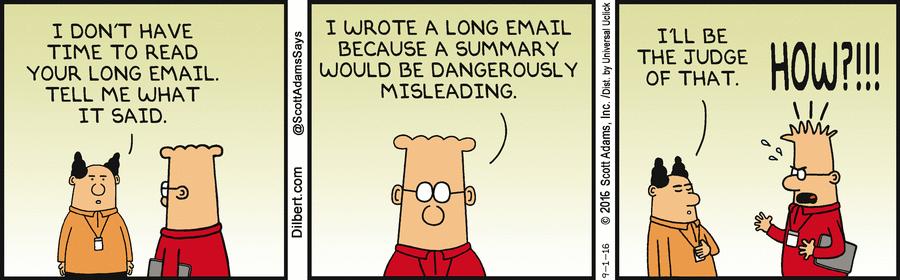 I DON'T HAVE
TIME TO READ
YOUR LONG EMAIL.
TELL ME WHAT
IT SAID.
Dilbert.com @ScottAdamsSays
I WROTE A LONG EMAIL
BECAUSE A SUMMARY
WOULD BE DANGEROUSLY
MISLEADING.
9-1-16 © 2016 Scott Adams, Inc. /Dist. by Universal Uclick
I'LL BE
THE JUDGE
OF THAT.
HOW?!!!